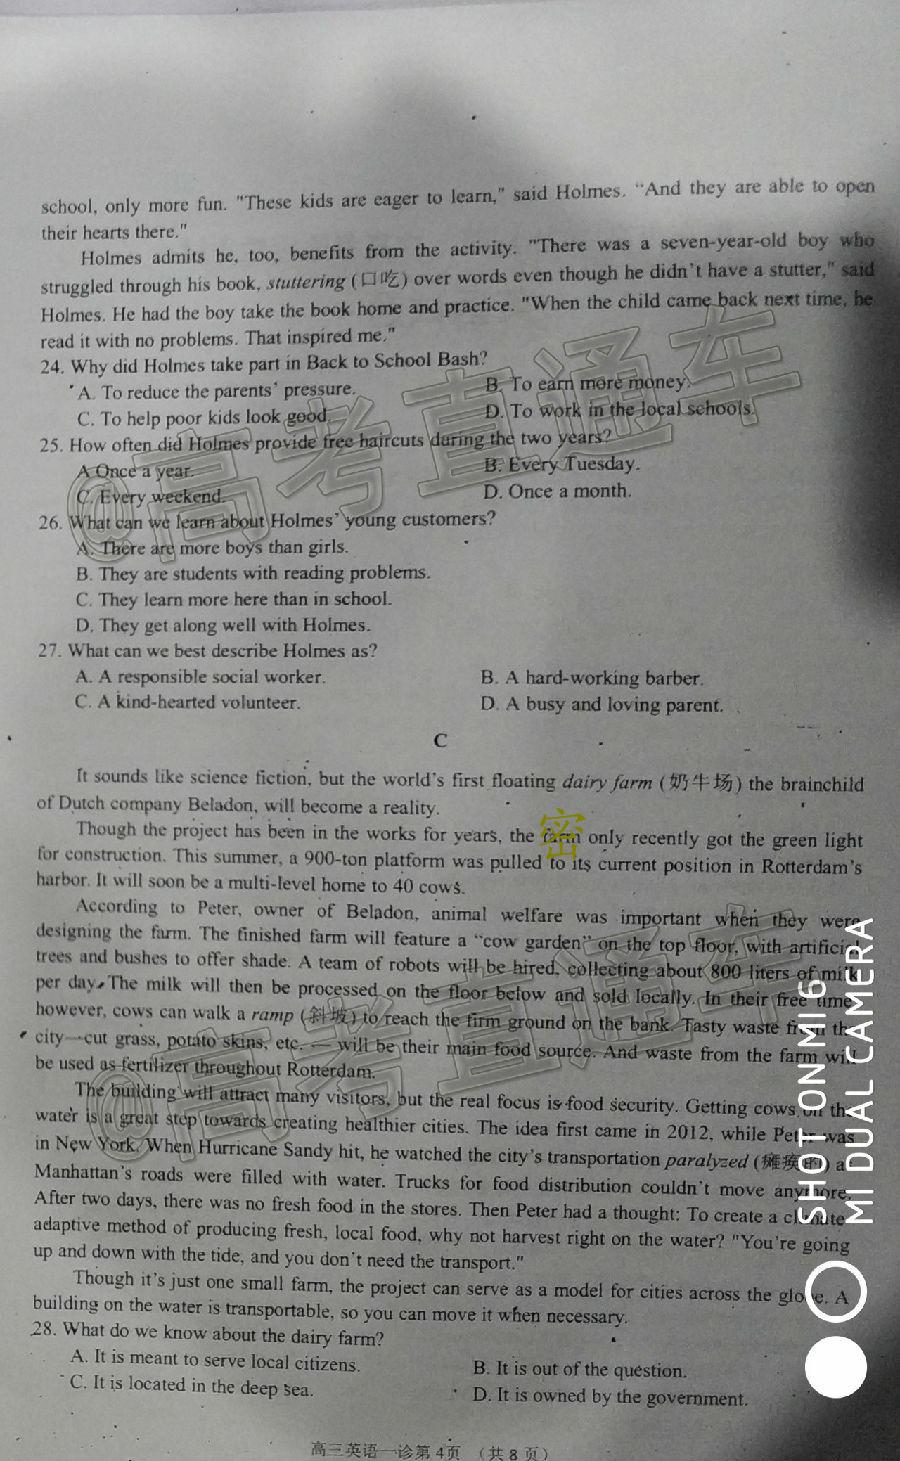 school, only more fun. "These kids are eager to learn," said Holmes. "And they are able to open
their hearts there."
Holmes admits he, too, benefits from the activity. "There was a seven-year-old boy who
struggled through his book, stuttering (口吃) over words even though he didn't have a stutter," said
Holmes. He had the boy take the book home and practice. "When the child came back next time, he
read it with no problems. That inspired me."
24. Why did Holmes take part in Back to School Bash?
A. To reduce the parents' pressure. B. To earn more money.
C. To help poor kids look good. D. To work in the local schools.
25. How often did Holmes provide free haircuts during the two years?
A Once a year. B. Every Tuesday.
C. Every weekend. D. Once a month.
26. What can we learn about Holmes' young customers?
A. There are more boys than girls.
B. They are students with reading problems.
C. They learn more here than in school.
D. They get along well with Holmes.
27. What can we best describe Holmes as?
A. A responsible social worker. B. A hard-working barber.
C. A kind-hearted volunteer. D. A busy and loving parent.
C
It sounds like science fiction, but the world's first floating dairy farm (奶牛场) the brainchild
of Dutch company Beladon, will become a reality.
Though the project has been in the works for years, the farm only recently got the green light
for construction. This summer, a 900-ton platform was pulled to its current position in Rotterdam's
harbor. It will soon be a multi-level home to 40 cows.
According to Peter, owner of Beladon, animal welfare was important when they were
designing the farm. The finished farm will feature a "cow garden" on the top floor, with artificial
trees and bushes to offer shade. A team of robots will be hired, collecting about 800 liters of milk
per day. The milk will then be processed on the floor below and sold locally. In their free time,
however, cows can walk a ramp (斜坡) to reach the firm ground on the bank. Tasty waste from the
city—cut grass, potato skins, etc. — will be their main food source. And waste from the farm will
be used as fertilizer throughout Rotterdam.
The building will attract many visitors, but the real focus is food security. Getting cows on the
water is a great step towards creating healthier cities. The idea first came in 2012, while Peter was
in New York. When Hurricane Sandy hit, he watched the city's transportation paralyzed (瘫痪的) as
Manhattan's roads were filled with water. Trucks for food distribution couldn't move anymore.
After two days, there was no fresh food in the stores. Then Peter had a thought: To create a climate-
adaptive method of producing fresh, local food, why not harvest right on the water? "You're going
up and down with the tide, and you don't need the transport."
Though it's just one small farm, the project can serve as a model for cities across the globe. A
building on the water is transportable, so you can move it when necessary.
28. What do we know about the dairy farm?
A. It is meant to serve local citizens. B. It is out of the question.
C. It is located in the deep sea. D. It is owned by the government.
高三英语一诊第 4页 (共 8 页)
@高考直通车
@高考直通车
密
SHOT ON MI 6
MI DUAL CAMERA